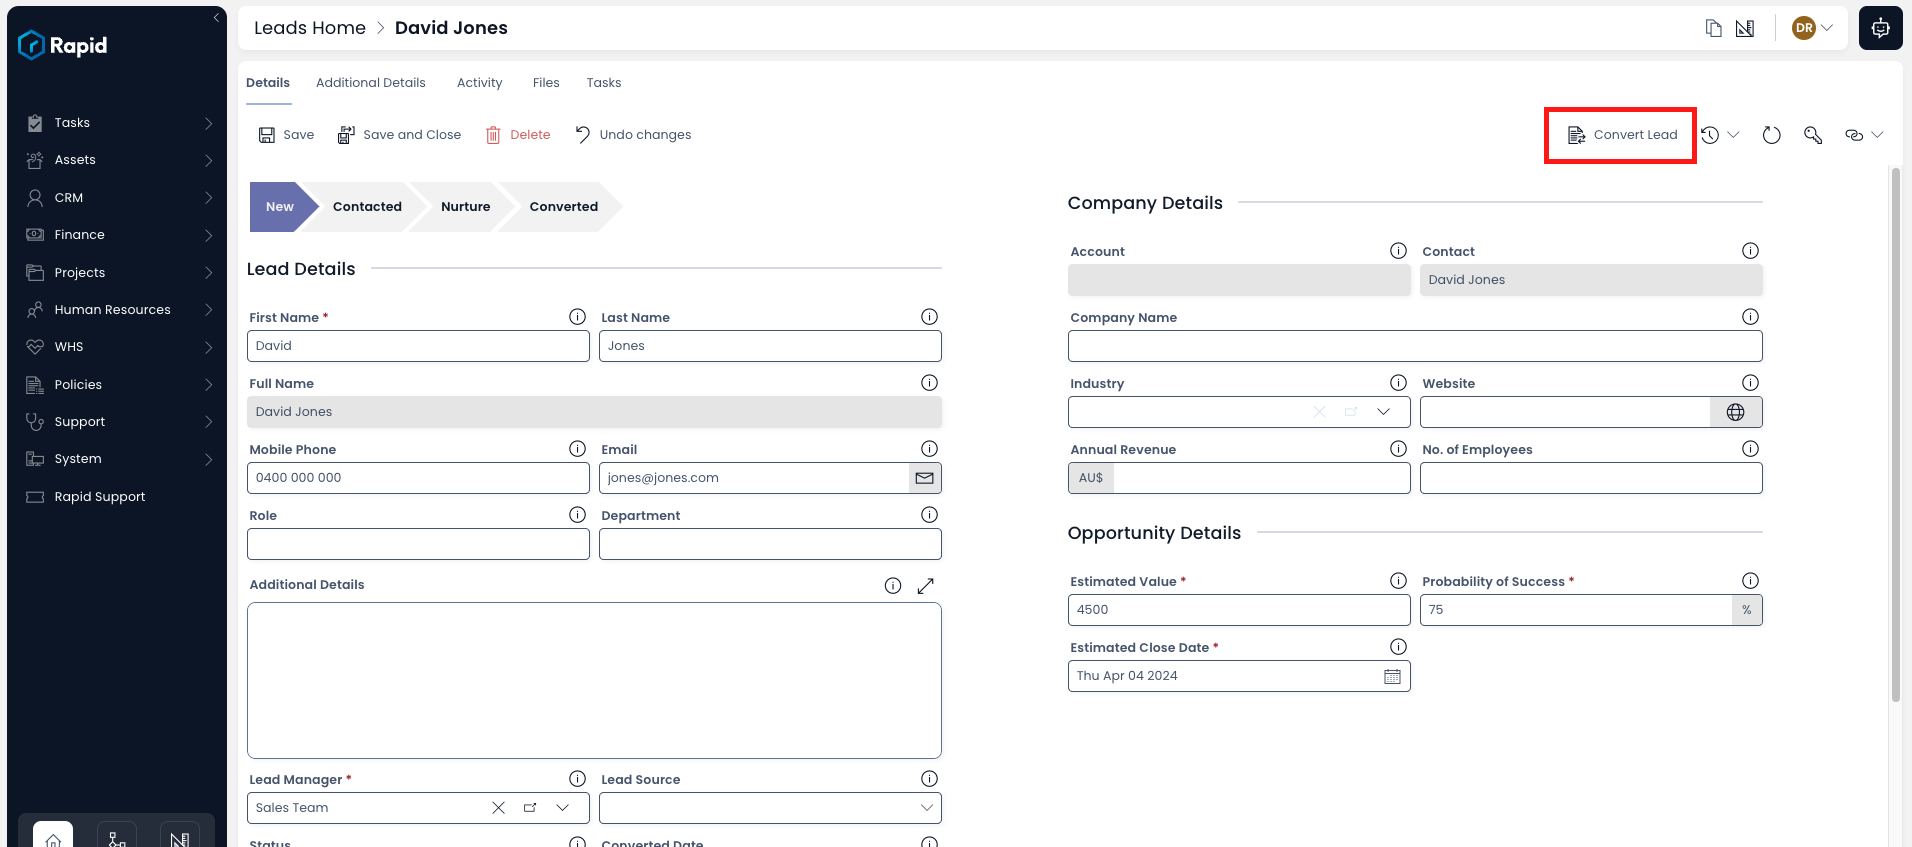 Rapid
Tasks
Assets
CRM
Finance
Projects
Human Resources
WHS
Policies
Support
System
Rapid Support
Leads Home > David Jones
DR
Details Additional Details Activity Files Tasks
Save Save and Close Delete Undo changes Convert Lead
New Contacted Nurture Converted
Lead Details
First Name * Last Name
David Jones
Full Name
David Jones
Mobile Phone Email
0400 000 000 jones@jones.com
Role Department
Additional Details
Lead Manager * Lead Source
Sales Team
Status Converted Date
Company Details
Account Contact
David Jones
Company Name
Industry Website
Annual Revenue No. of Employees
AU$
Opportunity Details
Estimated Value * Probability of Success *
4500 75 %
Estimated Close Date *
Thu Apr 04 2024